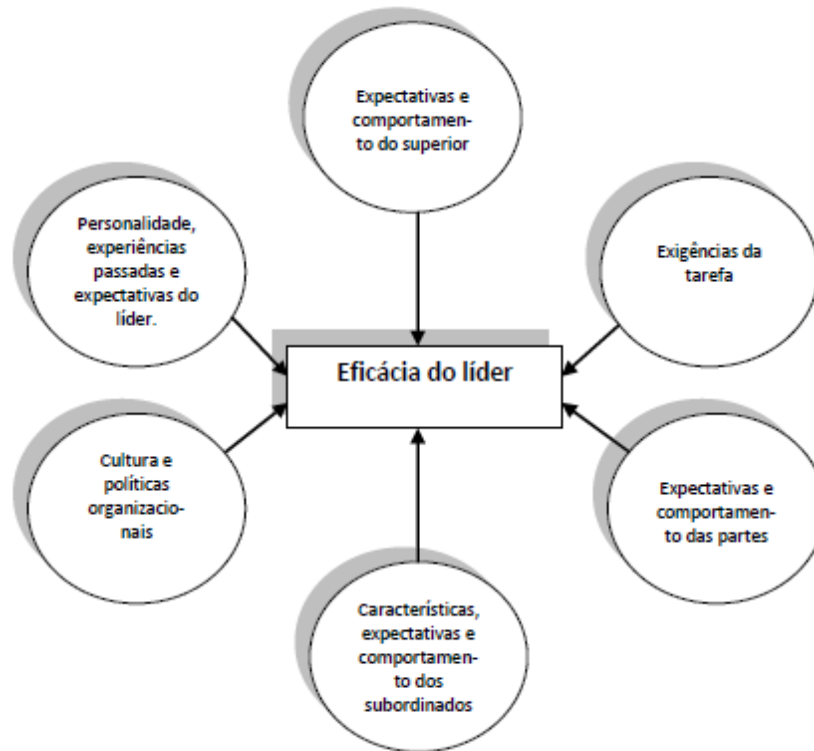 Expectativas e
comportamen-
to do superior
Personalidade,
experiências
passadas e
expectativas do
líder.
Exigências da
tarefa
Eficácia do líder
Cultura e
políticas
organizacio-
nais
Expectativas e
comportamen-
to das partes
Características,
expectativas e
comportamen-
to dos
subordinados